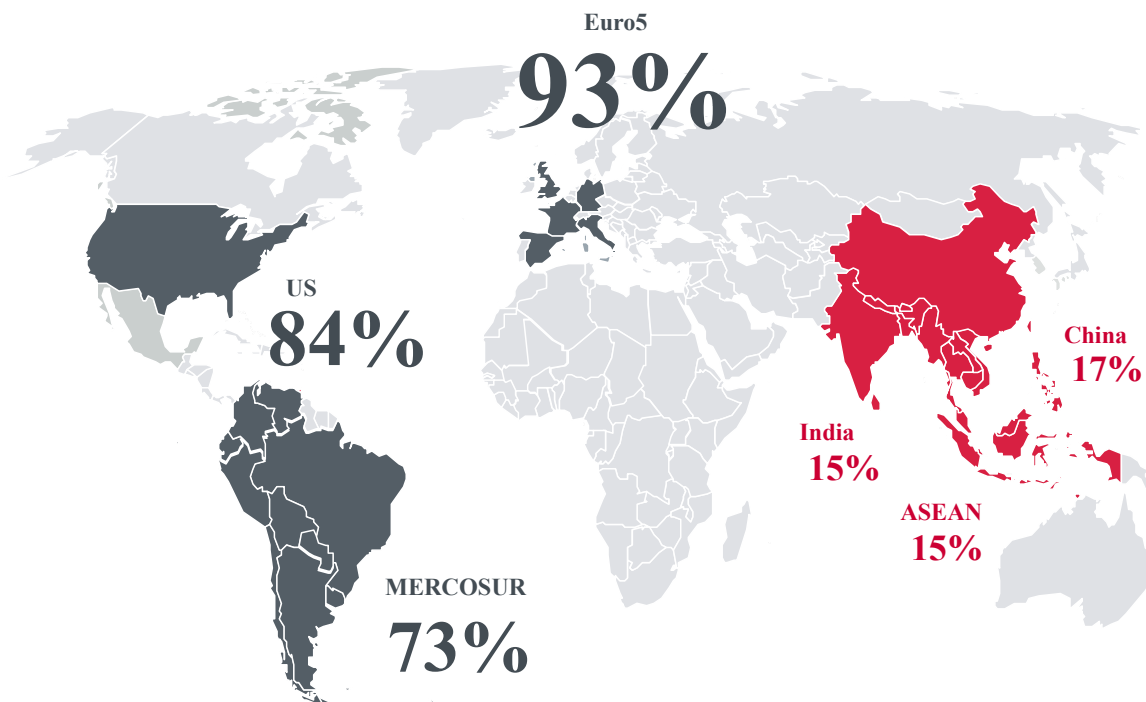 Euro5
93%
US
84%
China
17%
India
15%
ASEAN
15%
MERCOSUR
73%